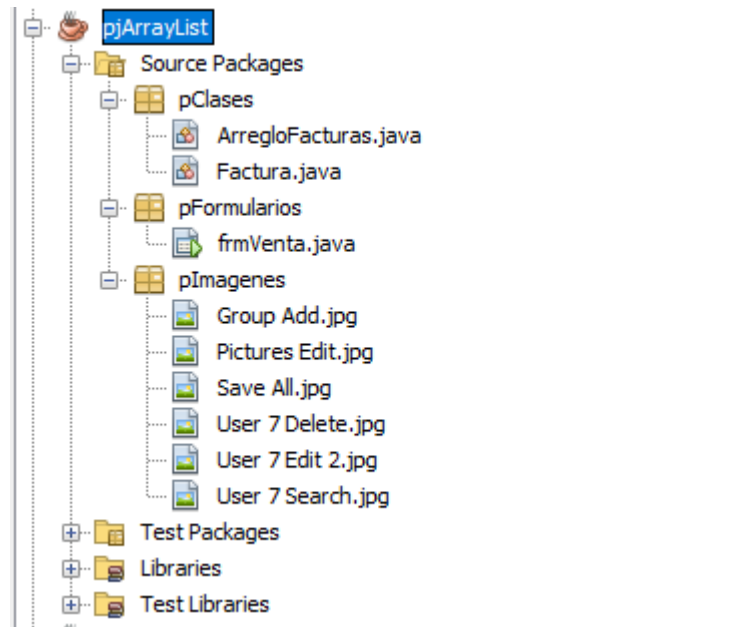 pjArrayList
Source Packages
pClases
ArregloFacturas.java
Factura.java
pFormularios
frmVenta.java
pImagenes
Group Add.jpg
Pictures Edit.jpg
Save All.jpg
User 7 Delete.jpg
User 7 Edit 2.jpg
User 7 Search.jpg
Test Packages
Libraries
Test Libraries